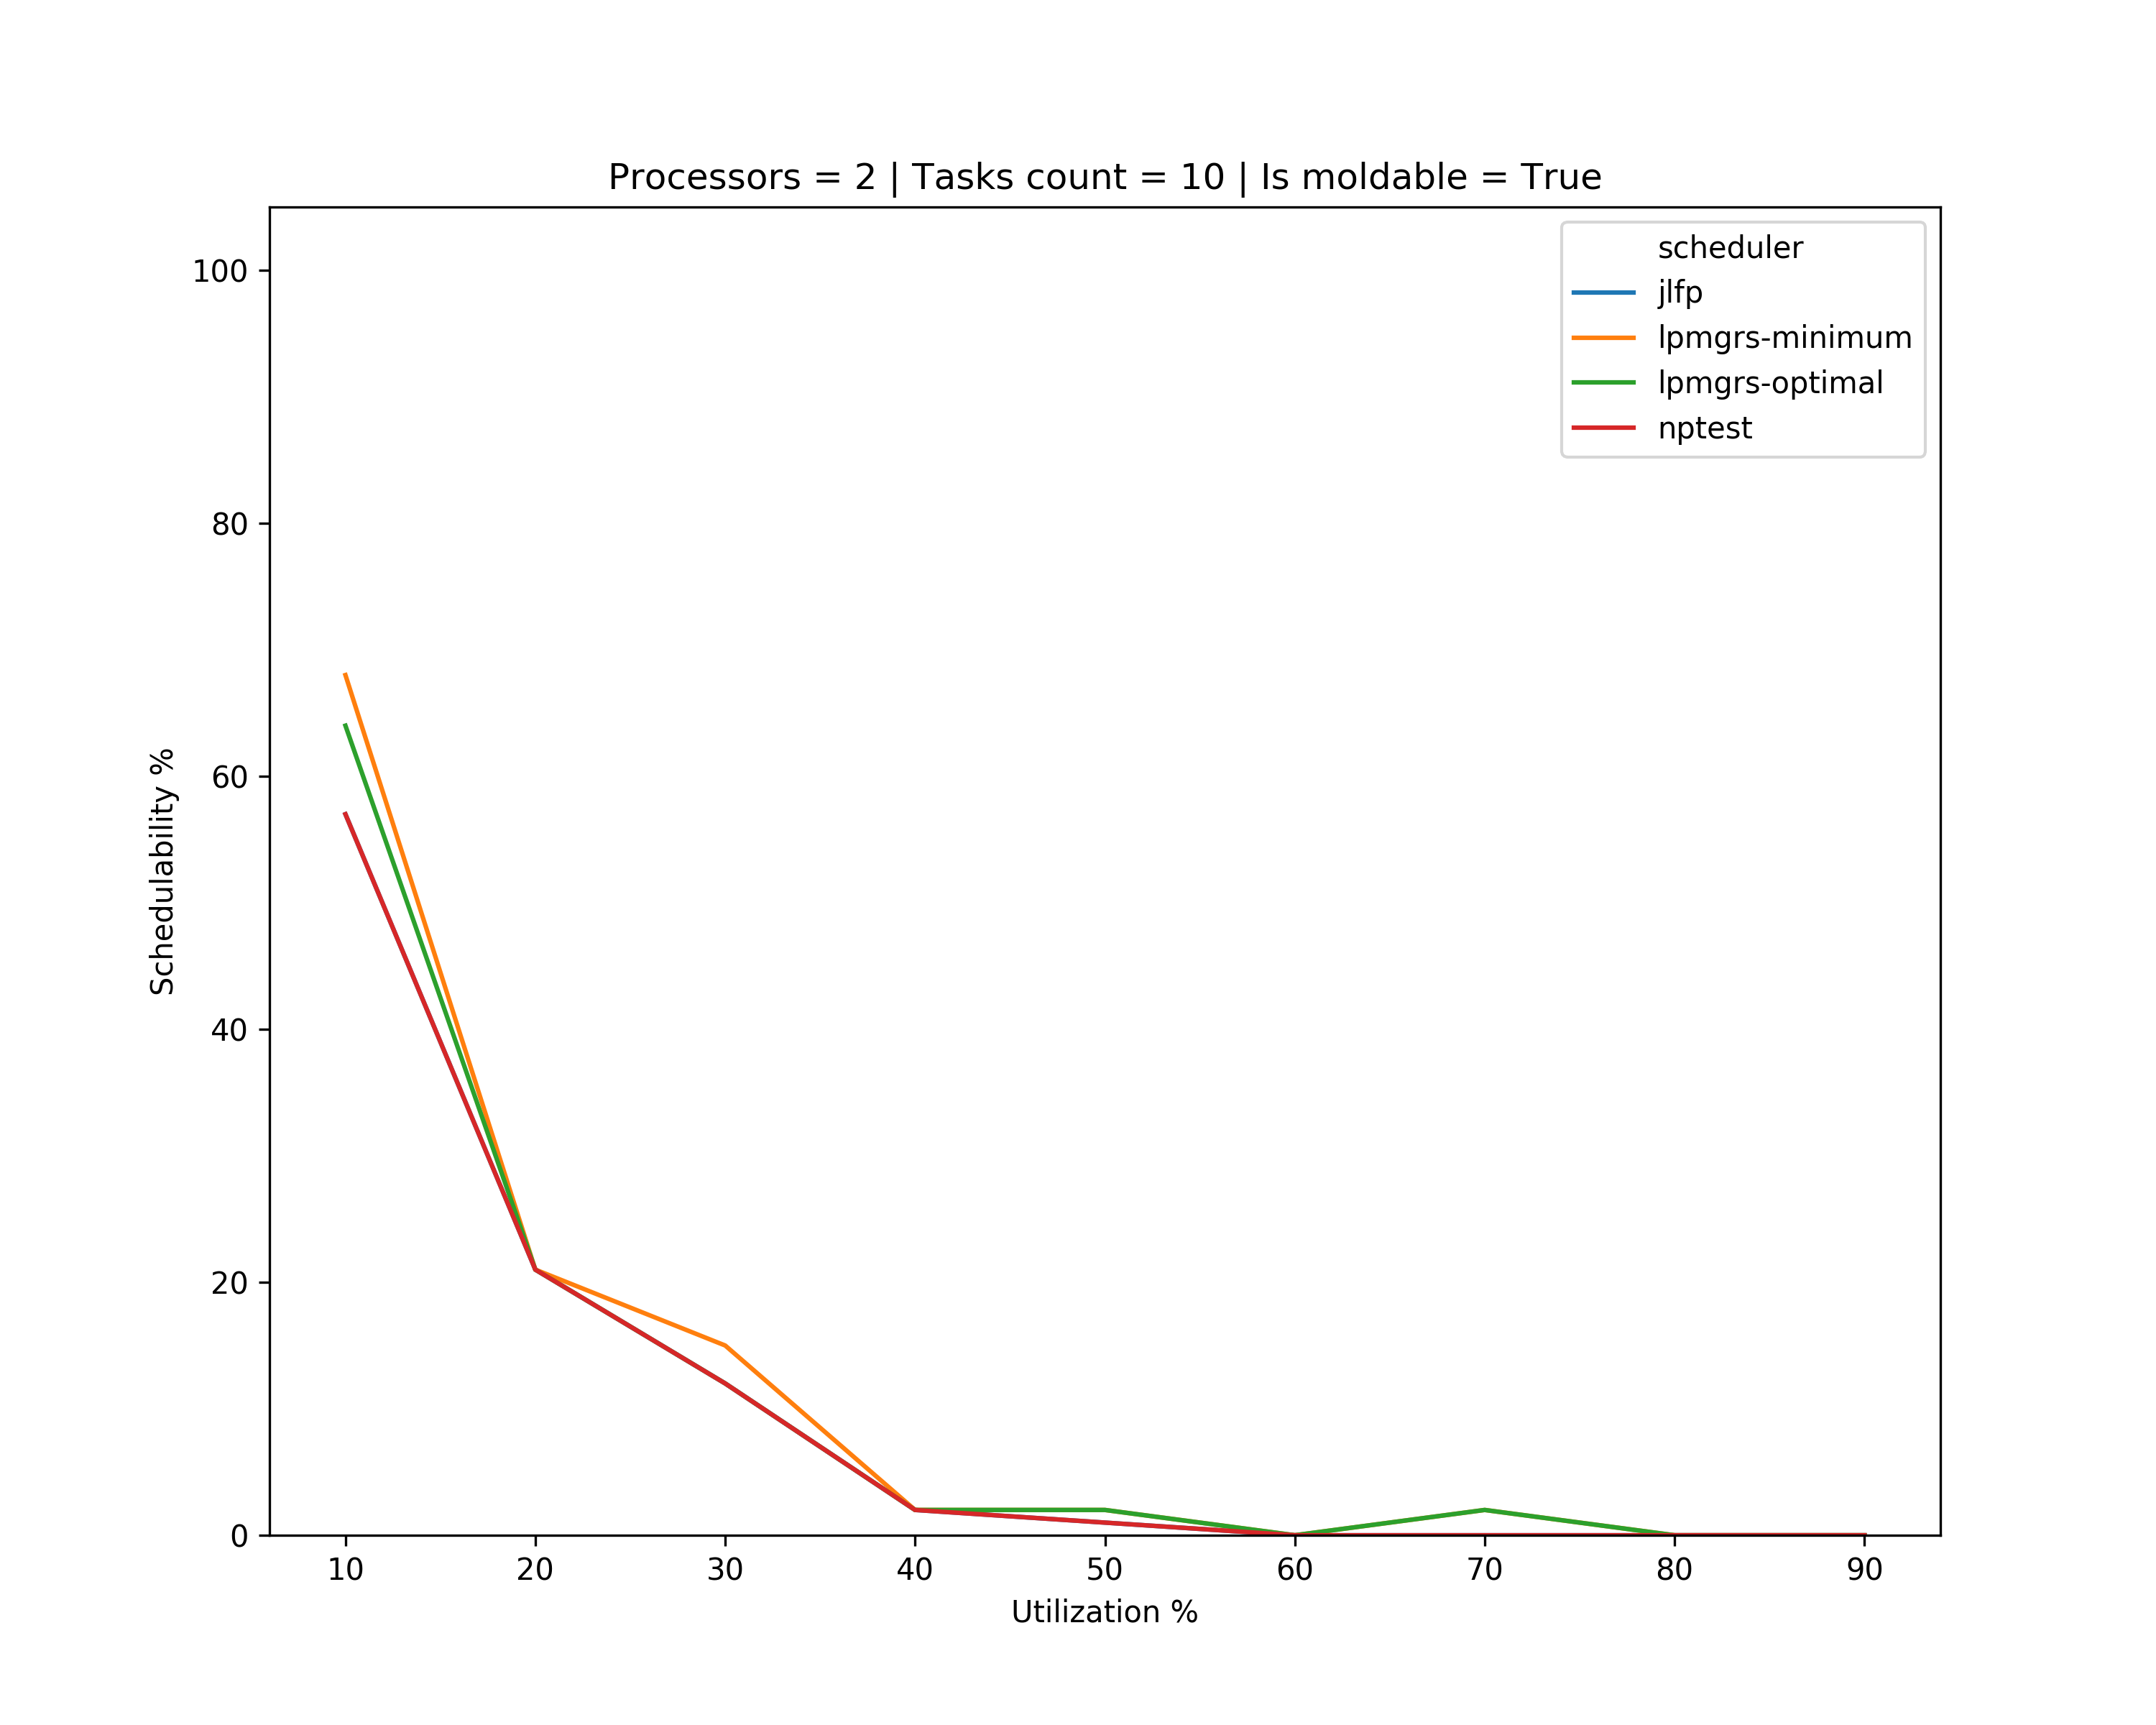 Processors = 2 | Tasks count = 10 | Is moldable = True
scheduler
jlfp
lpmgrs-minimum
lpmgrs-optimal
nptest
Schedulability %
100
80
60
40
20
0
10 20 30 40 50 60 70 80 90
Utilization %